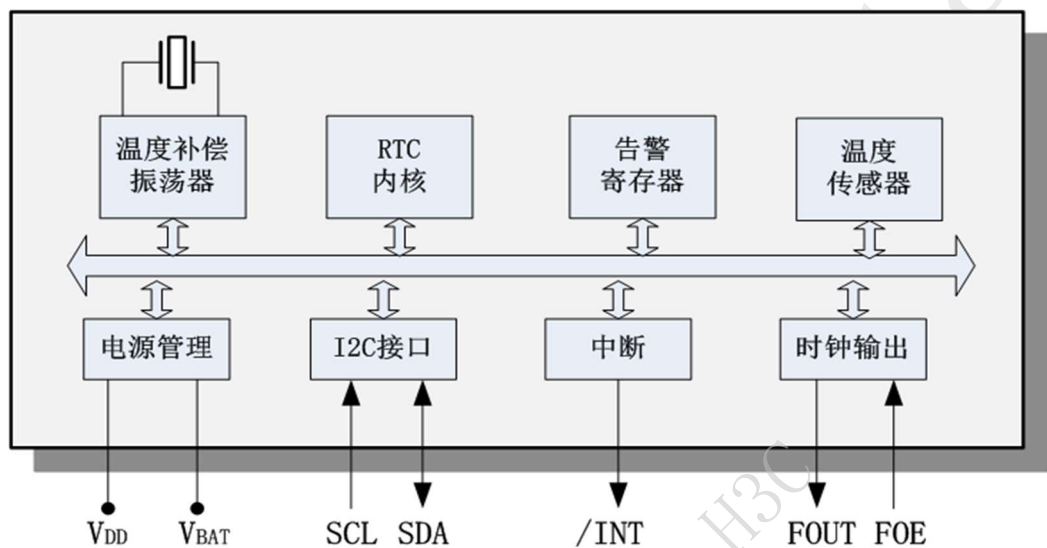 温度补偿
振荡器
RTC
内核
告警
寄存器
温度
传感器
电源管理
I2C接口
中断
时钟输出
VDD
VBAT
SCL
SDA
/INT
FOUT
FOE
H3C